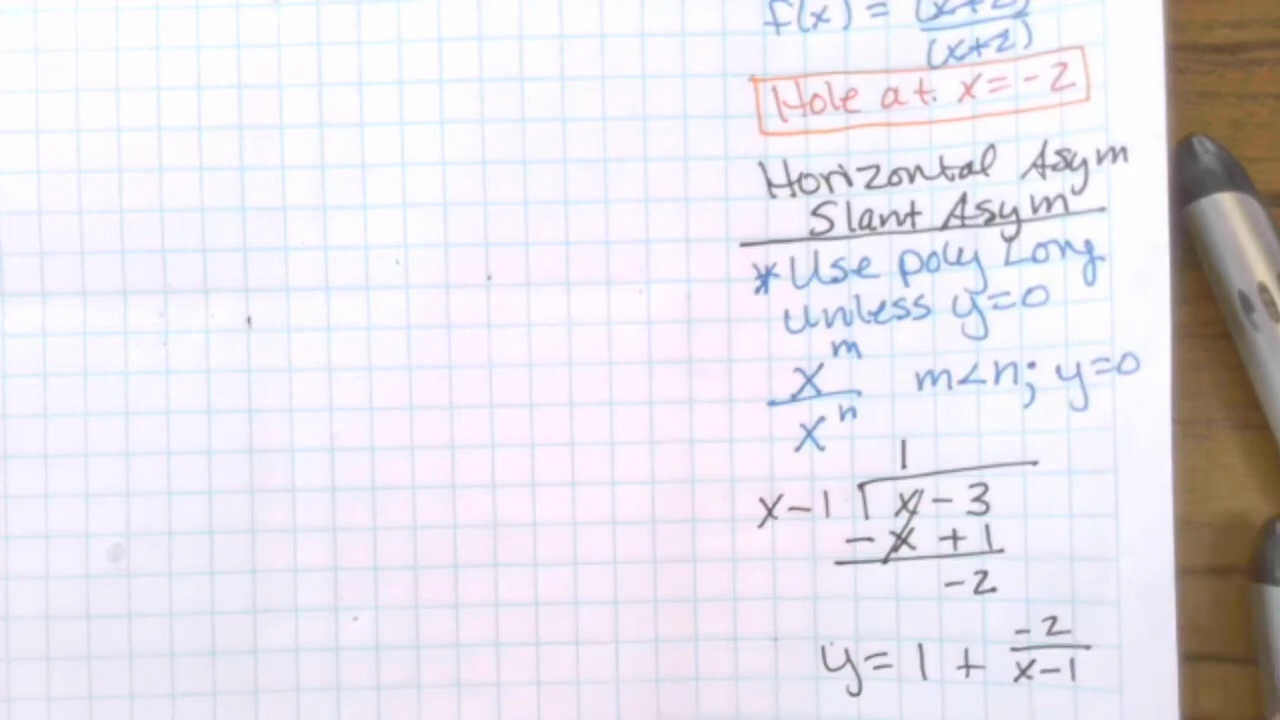 f(x) = (x+2)
(x+2)
Hole at x = -2
Horizontal Asym
Slant Asym
*Use poly Long
unless y=0
x^m
x^n
m<n; y=0
1
x-1 x-3
-x+1
-2
y = 1 + -2
x-1